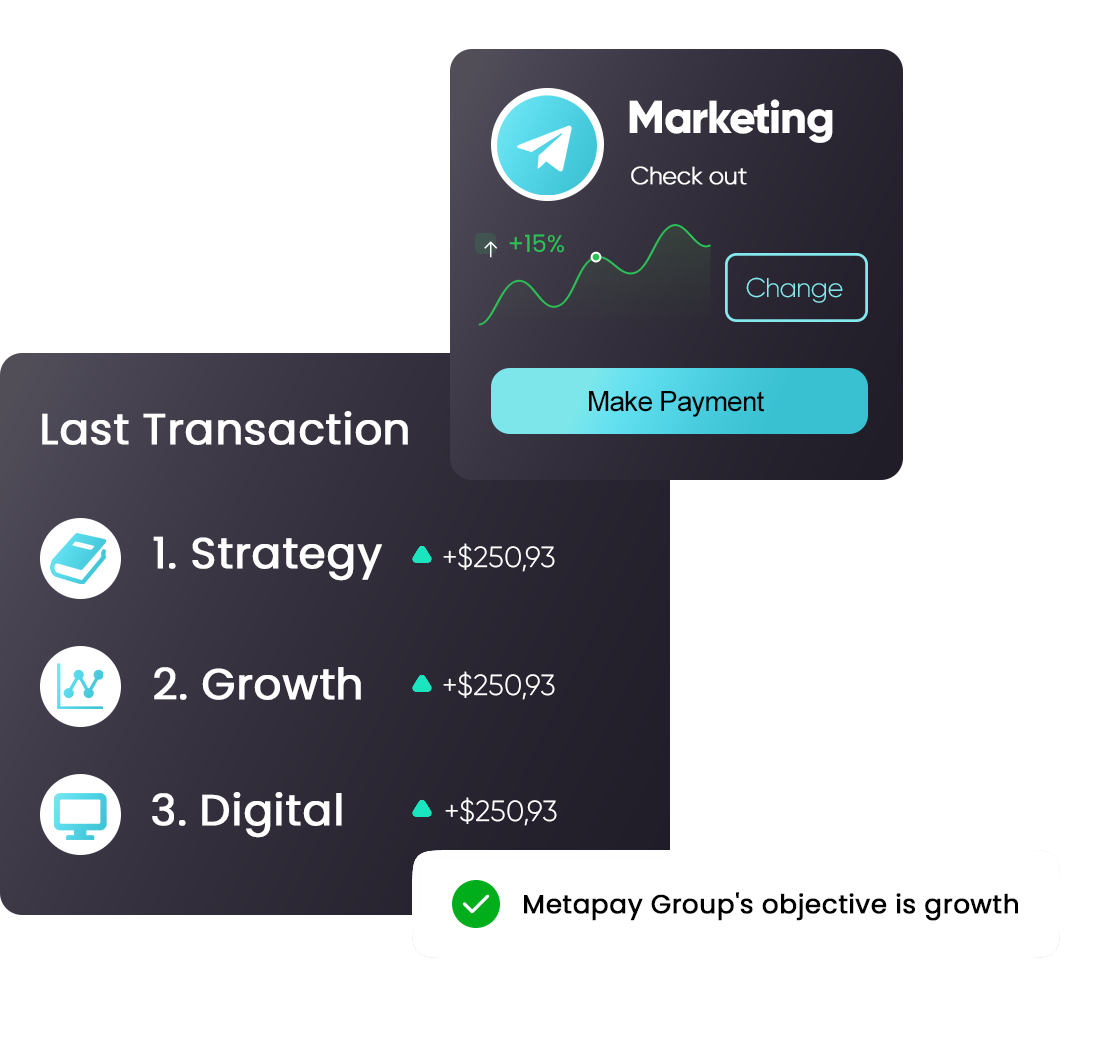 Marketing
Check out
+15%
Change
Make Payment
Last Transaction
1. Strategy +$250,93
2. Growth +$250,93
3. Digital +$250,93
Metapay Group's objective is growth